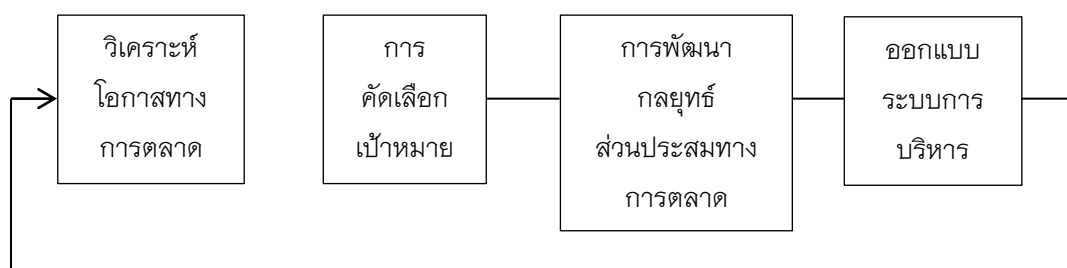 วิเคราะห์
โอกาสทาง
การตลาด
การ
คัดเลือก
เป้าหมาย
การพัฒนา
กลยุทธ์
ส่วนประสมทาง
การตลาด
ออกแบบ
ระบบการ
บริหาร